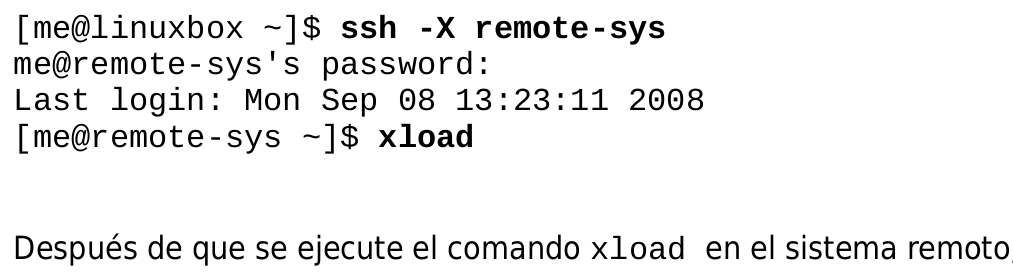 [me@linuxbox ~]$ ssh -X remote-sys
me@remote-sys's password:
Last login: Mon Sep 08 13:23:11 2008
[me@remote-sys ~]$ xload
Después de que se ejecute el comando xload en el sistema remoto,